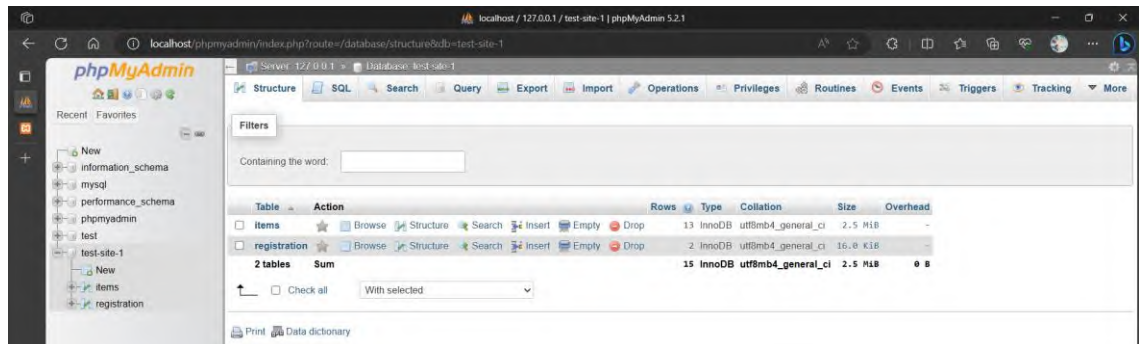 localhost / 127.0.0.1 / test-site-1 | phpMyAdmin 5.2.1
localhost/phpmyadmin/index.php?route=/database/structure&db=test-site-1
phpMyAdmin
Recent Favorites
New
information_schema
mysql
performance_schema
phpmyadmin
test
test-site-1
New
items
registration
Server: 127.0.0.1 » Database: test-site-1
Structure SQL Search Query Export Import Operations Privileges Routines Events Triggers Tracking More
Filters
Containing the word:
Table Action Rows Type Collation Size Overhead
items Browse Structure Search Insert Empty Drop 13 InnoDB utf8mb4_general_ci 2.5 MiB -
registration Browse Structure Search Insert Empty Drop 2 InnoDB utf8mb4_general_ci 16.0 KiB -
2 tables Sum 15 InnoDB utf8mb4_general_ci 2.5 MiB 0 B
Check all With selected:
Print Data dictionary